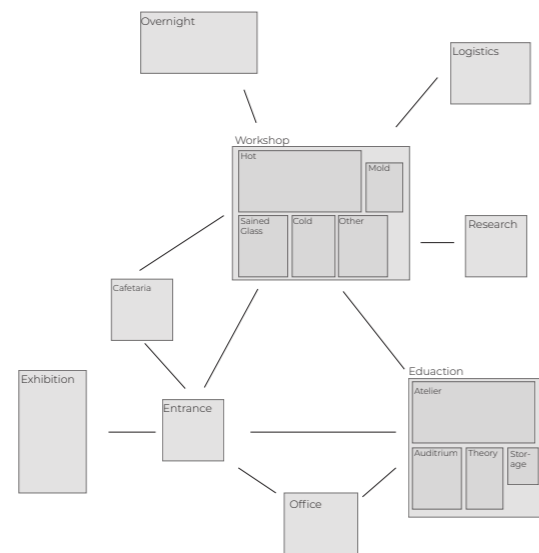 Overnight
Logistics
Workshop
Hot
Mold
Sained
Glass
Cold
Other
Research
Cafetaria
Exhibition
Entrance
Eduaction
Atelier
Auditrium
Theory
Stor-
age
Office